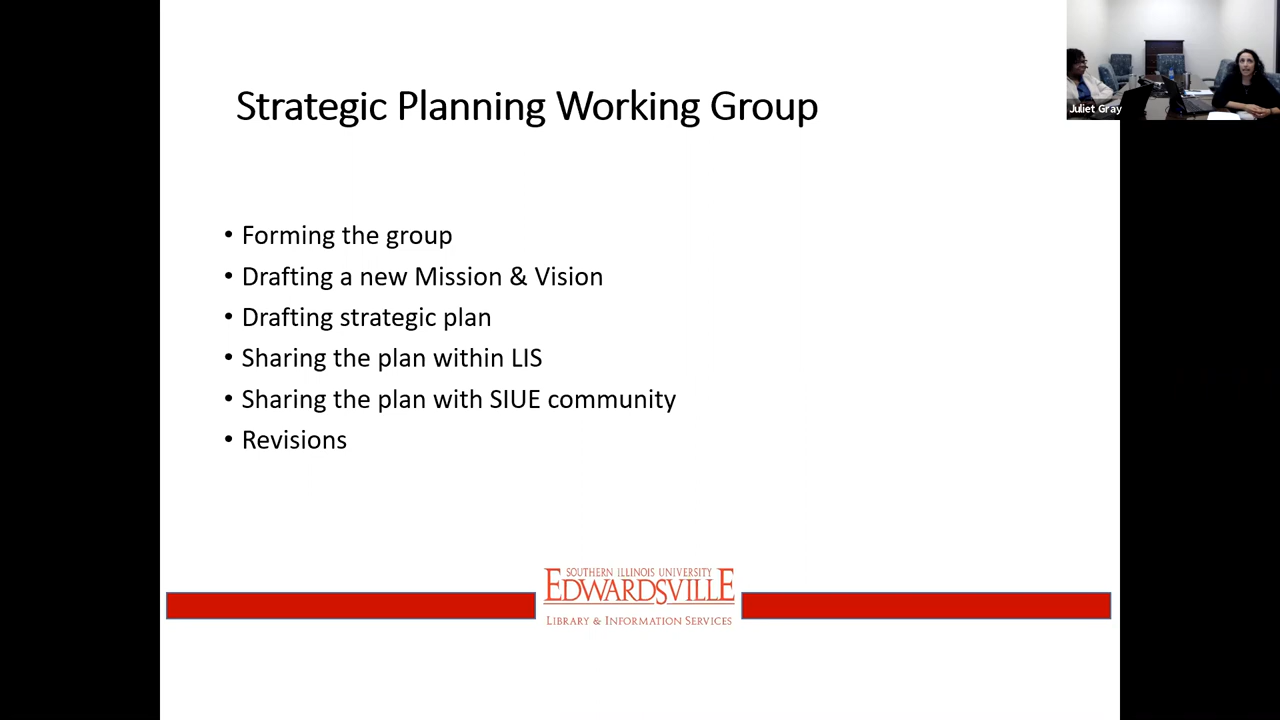 Strategic Planning Working Group
Juliet Gray
• Forming the group
• Drafting a new Mission & Vision
• Drafting strategic plan
• Sharing the plan within LIS
• Sharing the plan with SIUE community
• Revisions
SOUTHERN ILLINOIS UNIVERSITY
EDWARDSVILLE
LIBRARY & INFORMATION SERVICES